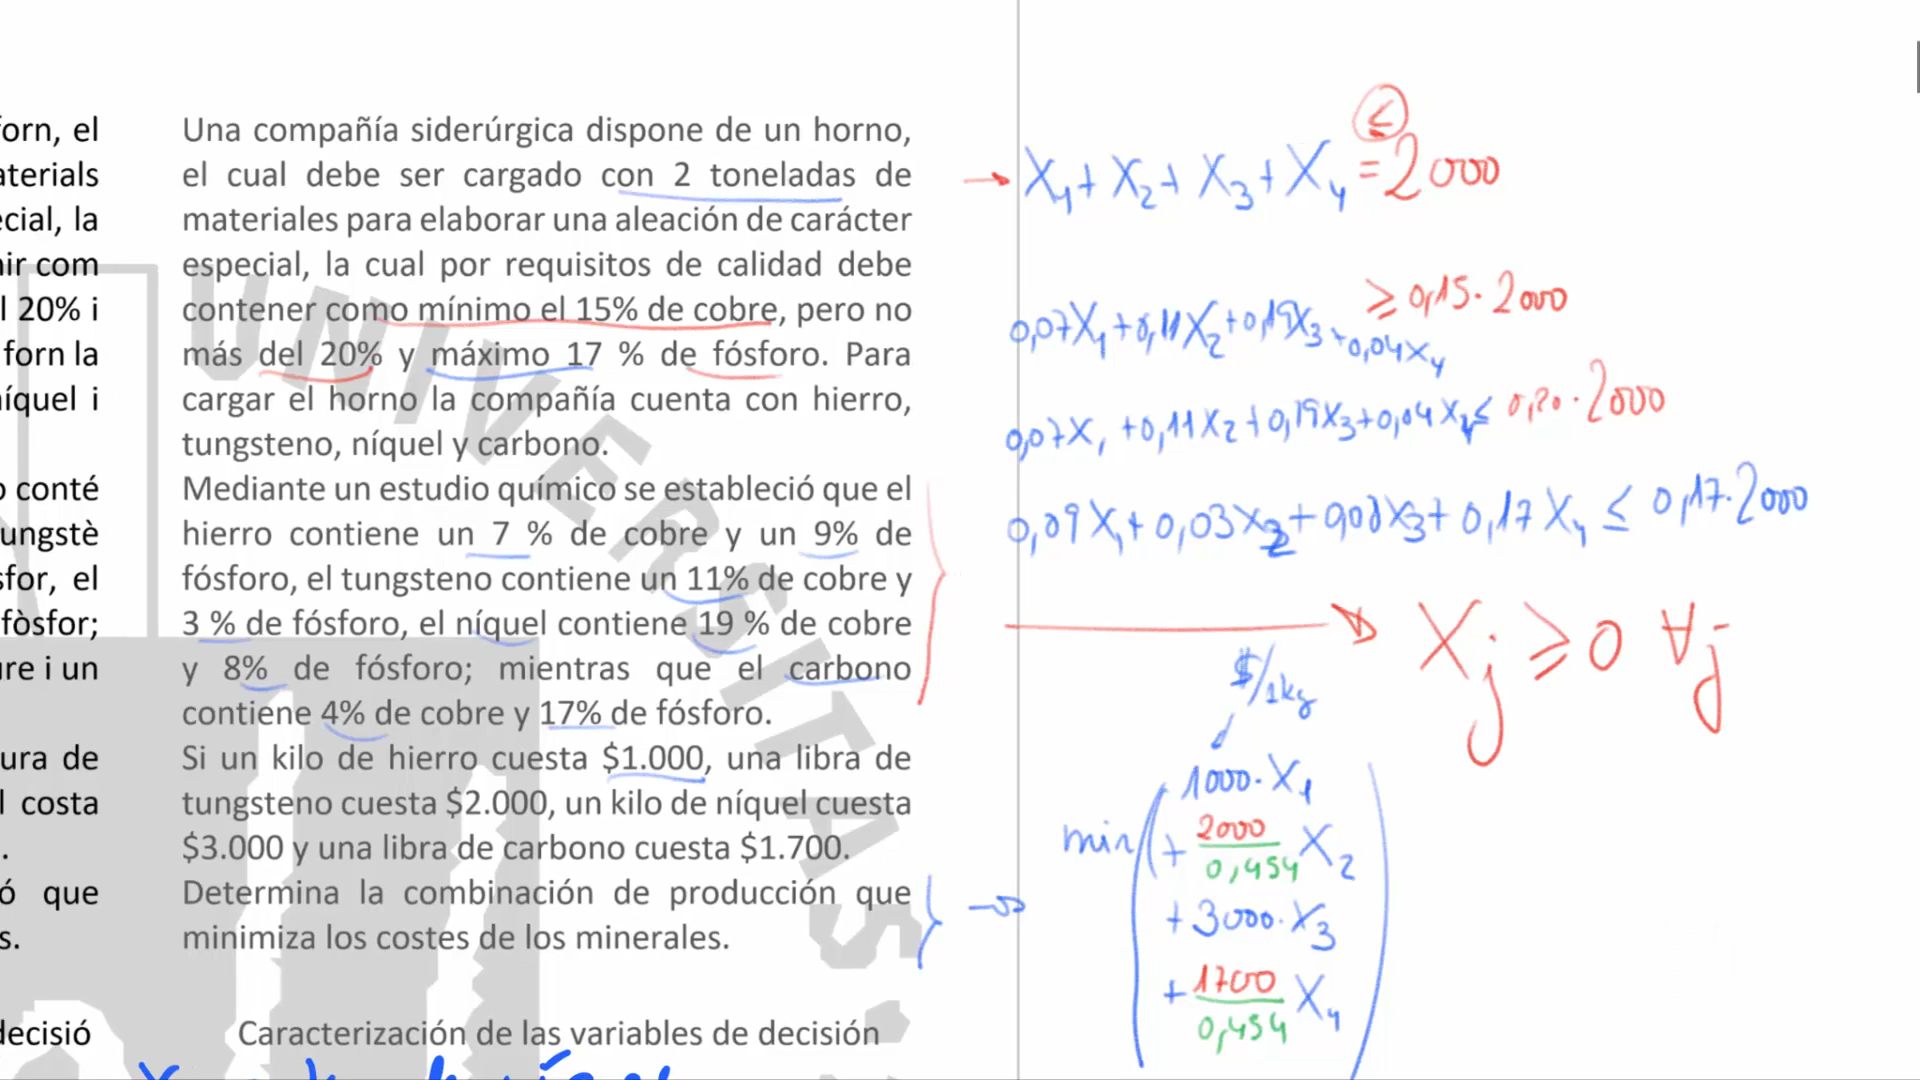 forn, el
aterials
ecial, la
nir com
l 20% i
forn la
níquel i
o conté
ungstè
sfor, el
fòsfor;
ure i un
ura de
l costa
.
ó que
s.
decisió
Una compañía siderúrgica dispone de un horno,
el cual debe ser cargado con 2 toneladas de
materiales para elaborar una aleación de carácter
especial, la cual por requisitos de calidad debe
contener como mínimo el 15% de cobre, pero no
más del 20% y máximo 17 % de fósforo. Para
cargar el horno la compañía cuenta con hierro,
tungsteno, níquel y carbono.
Mediante un estudio químico se estableció que el
hierro contiene un 7 % de cobre y un 9% de
fósforo, el tungsteno contiene un 11% de cobre y
3 % de fósforo, el níquel contiene 19 % de cobre
y 8% de fósforo; mientras que el carbono
contiene 4% de cobre y 17% de fósforo.
Si un kilo de hierro cuesta $1.000, una libra de
tungsteno cuesta $2.000, un kilo de níquel cuesta
$3.000 y una libra de carbono cuesta $1.700.
Determina la combinación de producción que
minimiza los costes de los minerales.
Caracterización de las variables de decisión
UNIVERSITAS
≤
→ X1 + X2 + X3 + X4 = 2000
0,07X1 + 0,11X2 + 0,19X3 + 0,04X4 ≥ 0,15 · 2000
0,07X1 + 0,11X2 + 0,19X3 + 0,04X4 ≤ 0,20 · 2000
0,09X1 + 0,03X2 + 0,08X3 + 0,17X4 ≤ 0,17 · 2000
Xj ≥ 0 ∀j
$/1kg
1000 · X1
min + 2000/0,454 X2
+ 3000 · X3
+ 1700/0,454 X4